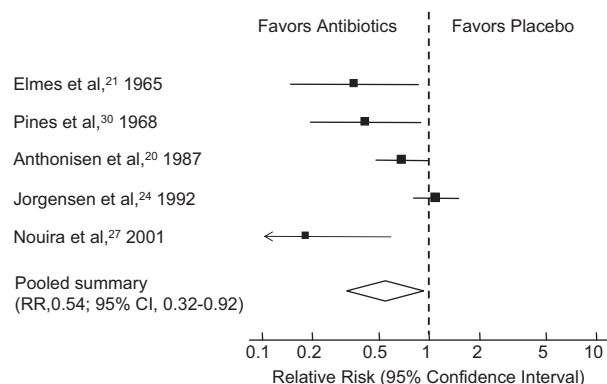 Favors Antibiotics Favors Placebo
Elmes et al,²¹ 1965
Pines et al,³⁰ 1968
Anthonisen et al,²⁰ 1987
Jorgensen et al,²⁴ 1992
Nouira et al,²⁷ 2001
Pooled summary
(RR,0.54; 95% CI, 0.32-0.92)
0.1 0.2 0.5 1 2 5 10
Relative Risk (95% Confidence Interval)